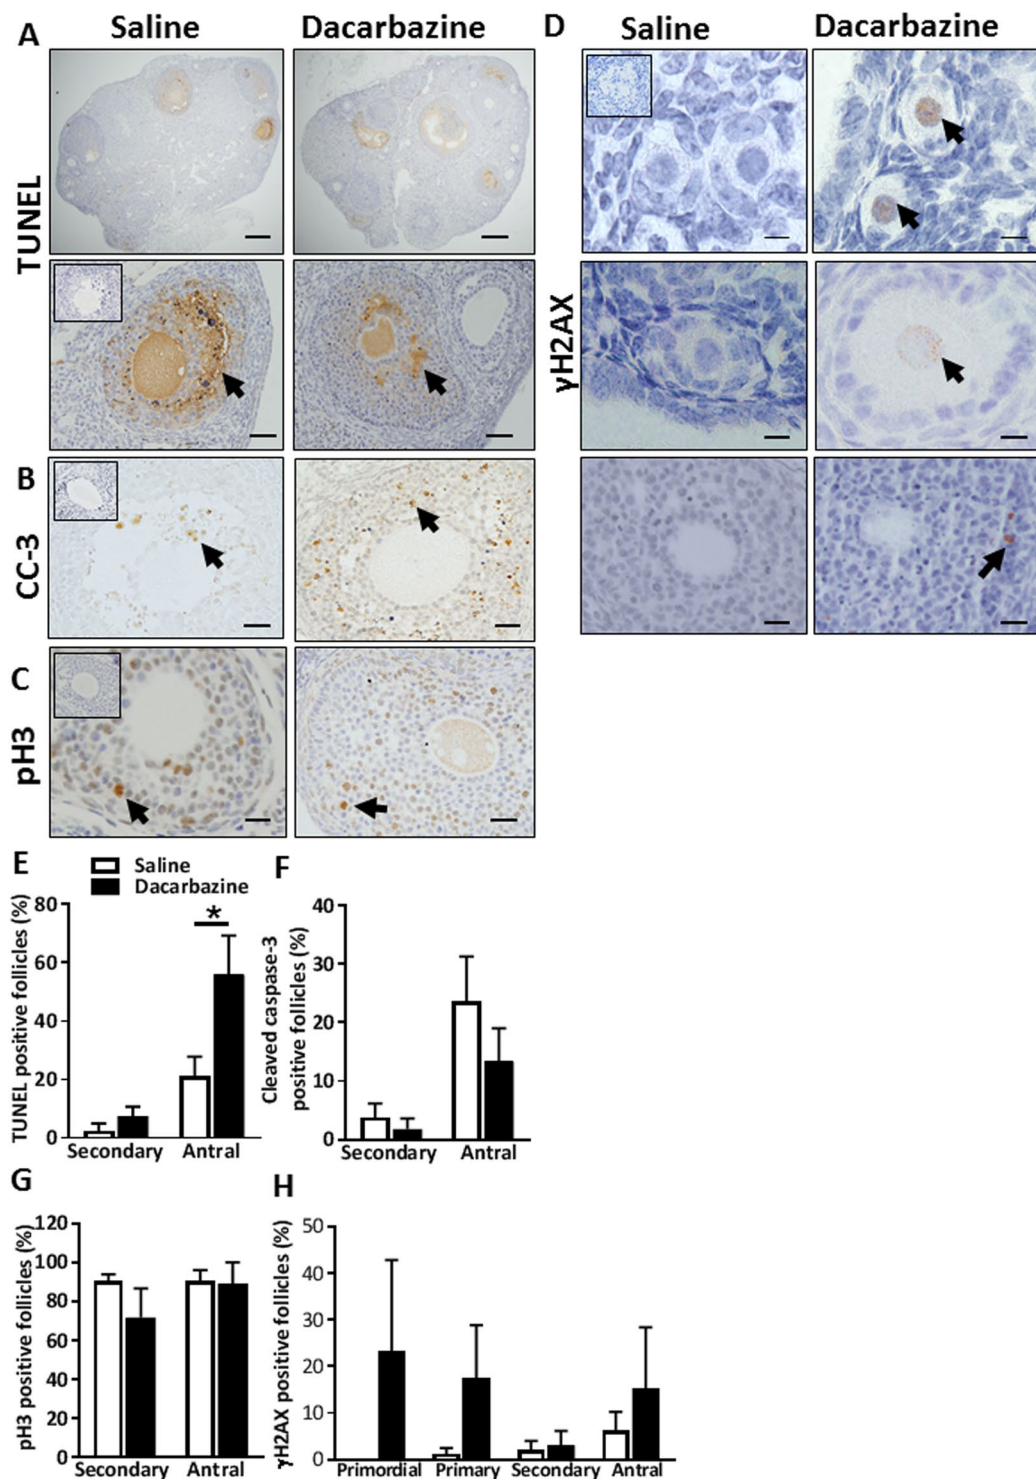 A Saline Dacarbazine
TUNEL
B
CC-3
C
pH3
D Saline Dacarbazine
γH2AX
E
Saline
Dacarbazine
TUNEL positive follicles (%)
80
60
40
20
0
Secondary Antral
*
F
Cleaved caspase-3
positive follicles (%)
40
30
20
10
0
Secondary Antral
G
pH3 positive follicles (%)
120
100
80
60
40
20
0
Secondary Antral
H
γH2AX positive follicles (%)
50
40
30
20
10
0
Primordial Primary Secondary Antral